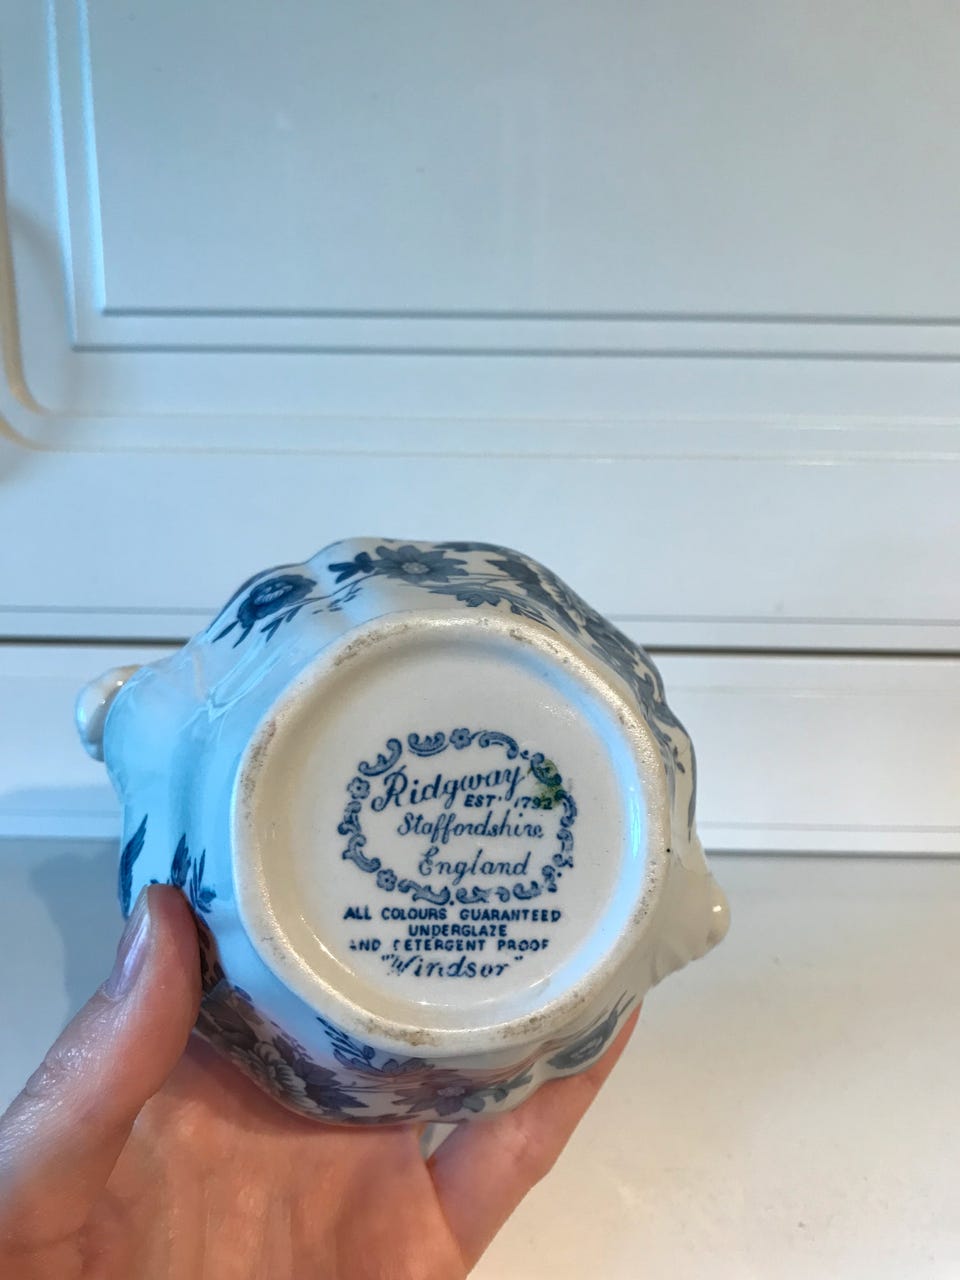 Ridgway
EST. 1792
Staffordshire
England
ALL COLOURS GUARANTEED
UNDERGLAZE
AND DETERGENT PROOF
"Windsor"